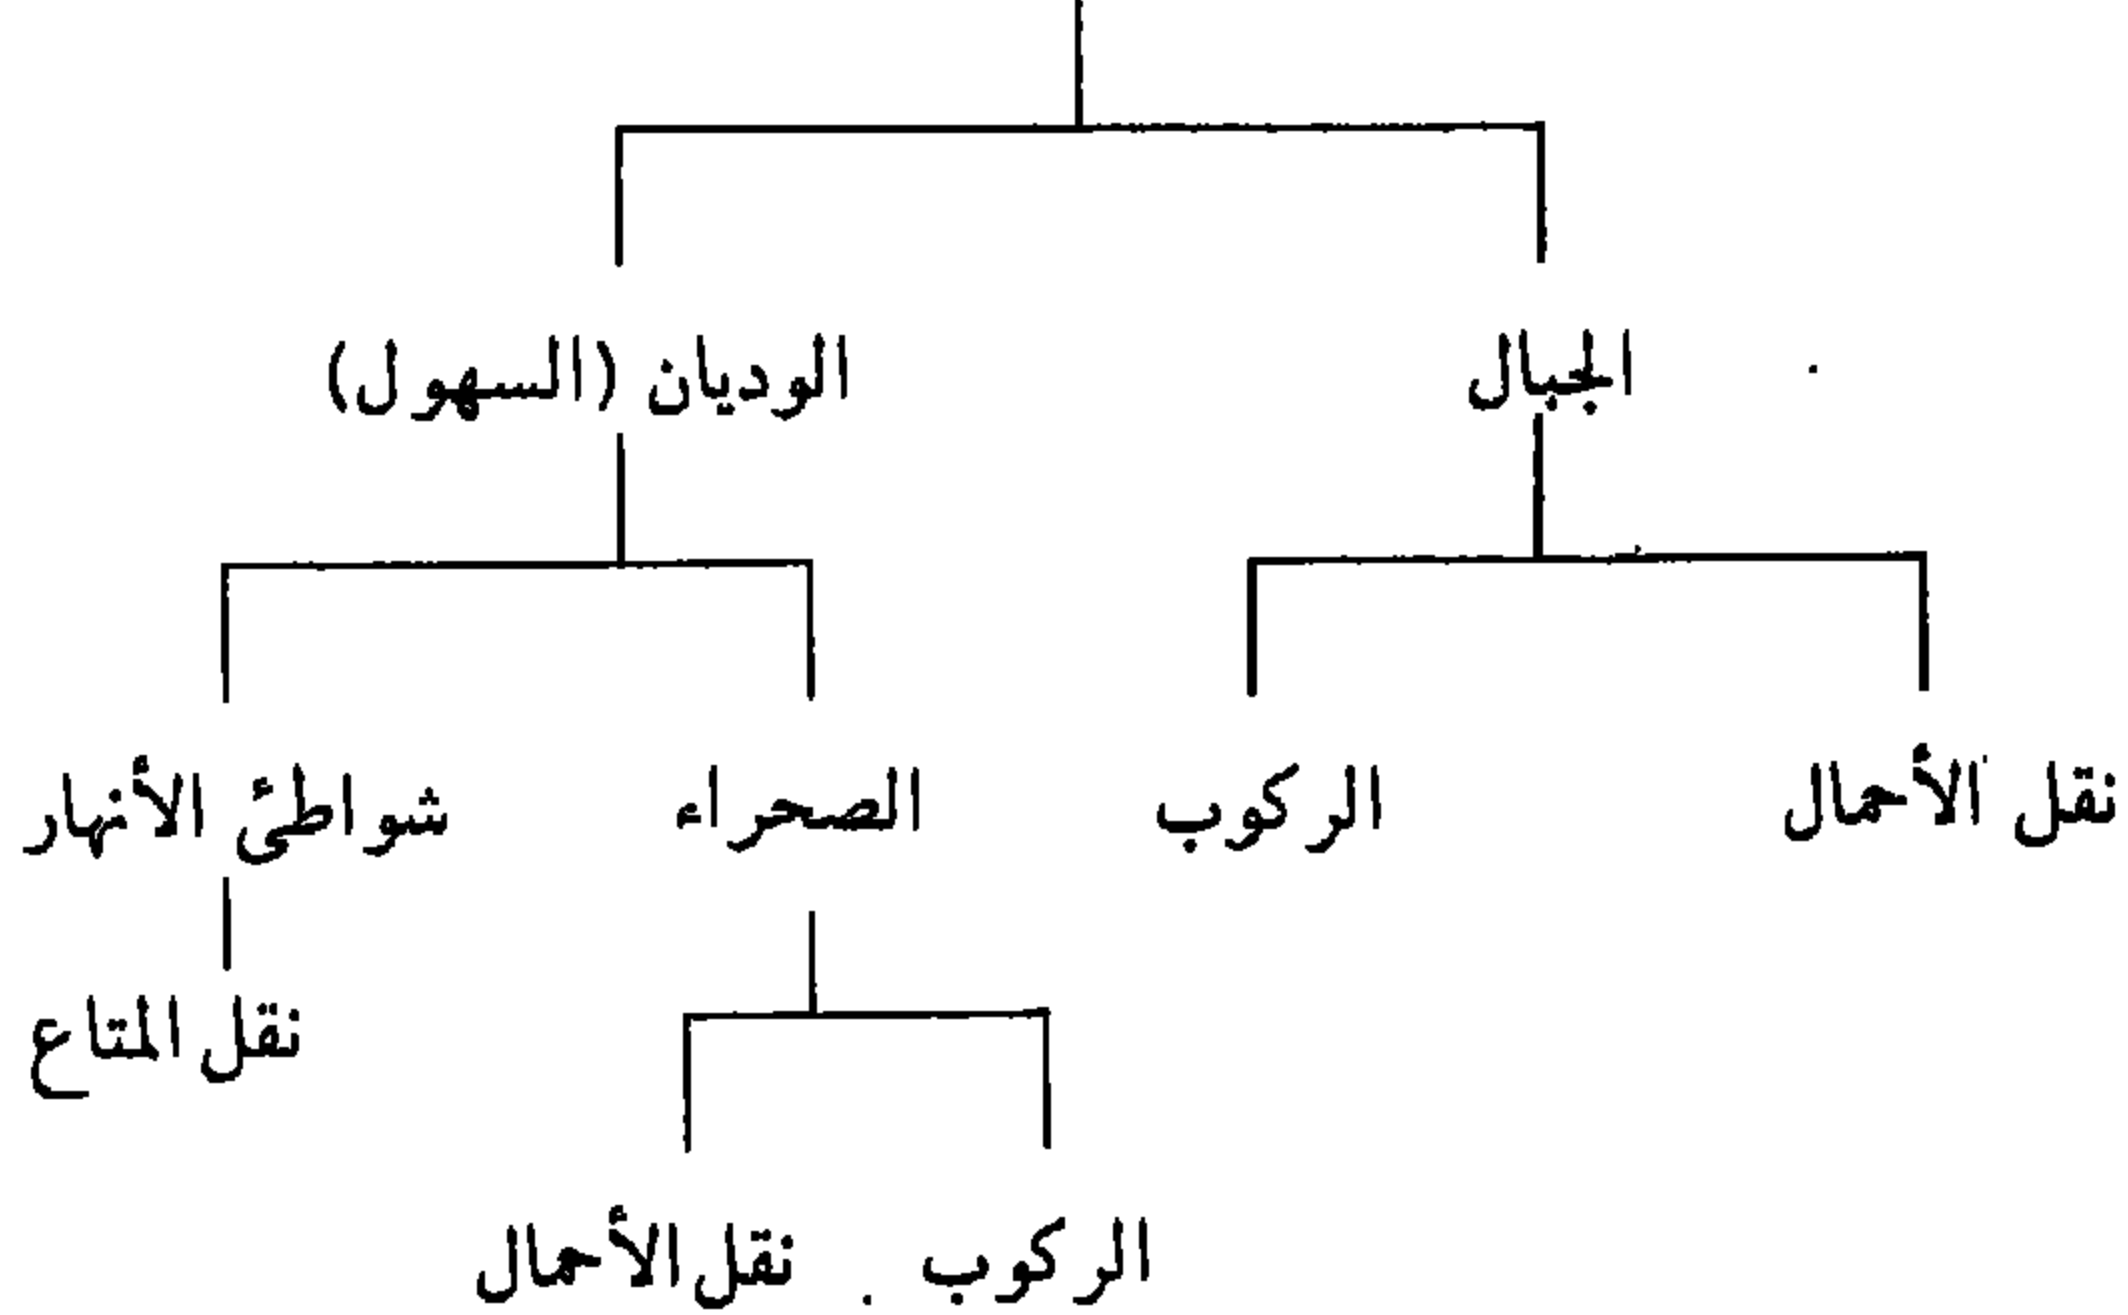 الجبال
الوديان (السهول)
نقل الأحمال
الركوب
الصحراء
شواطئ الأنهار
نقل المتاع
الركوب
نقل الأحمال